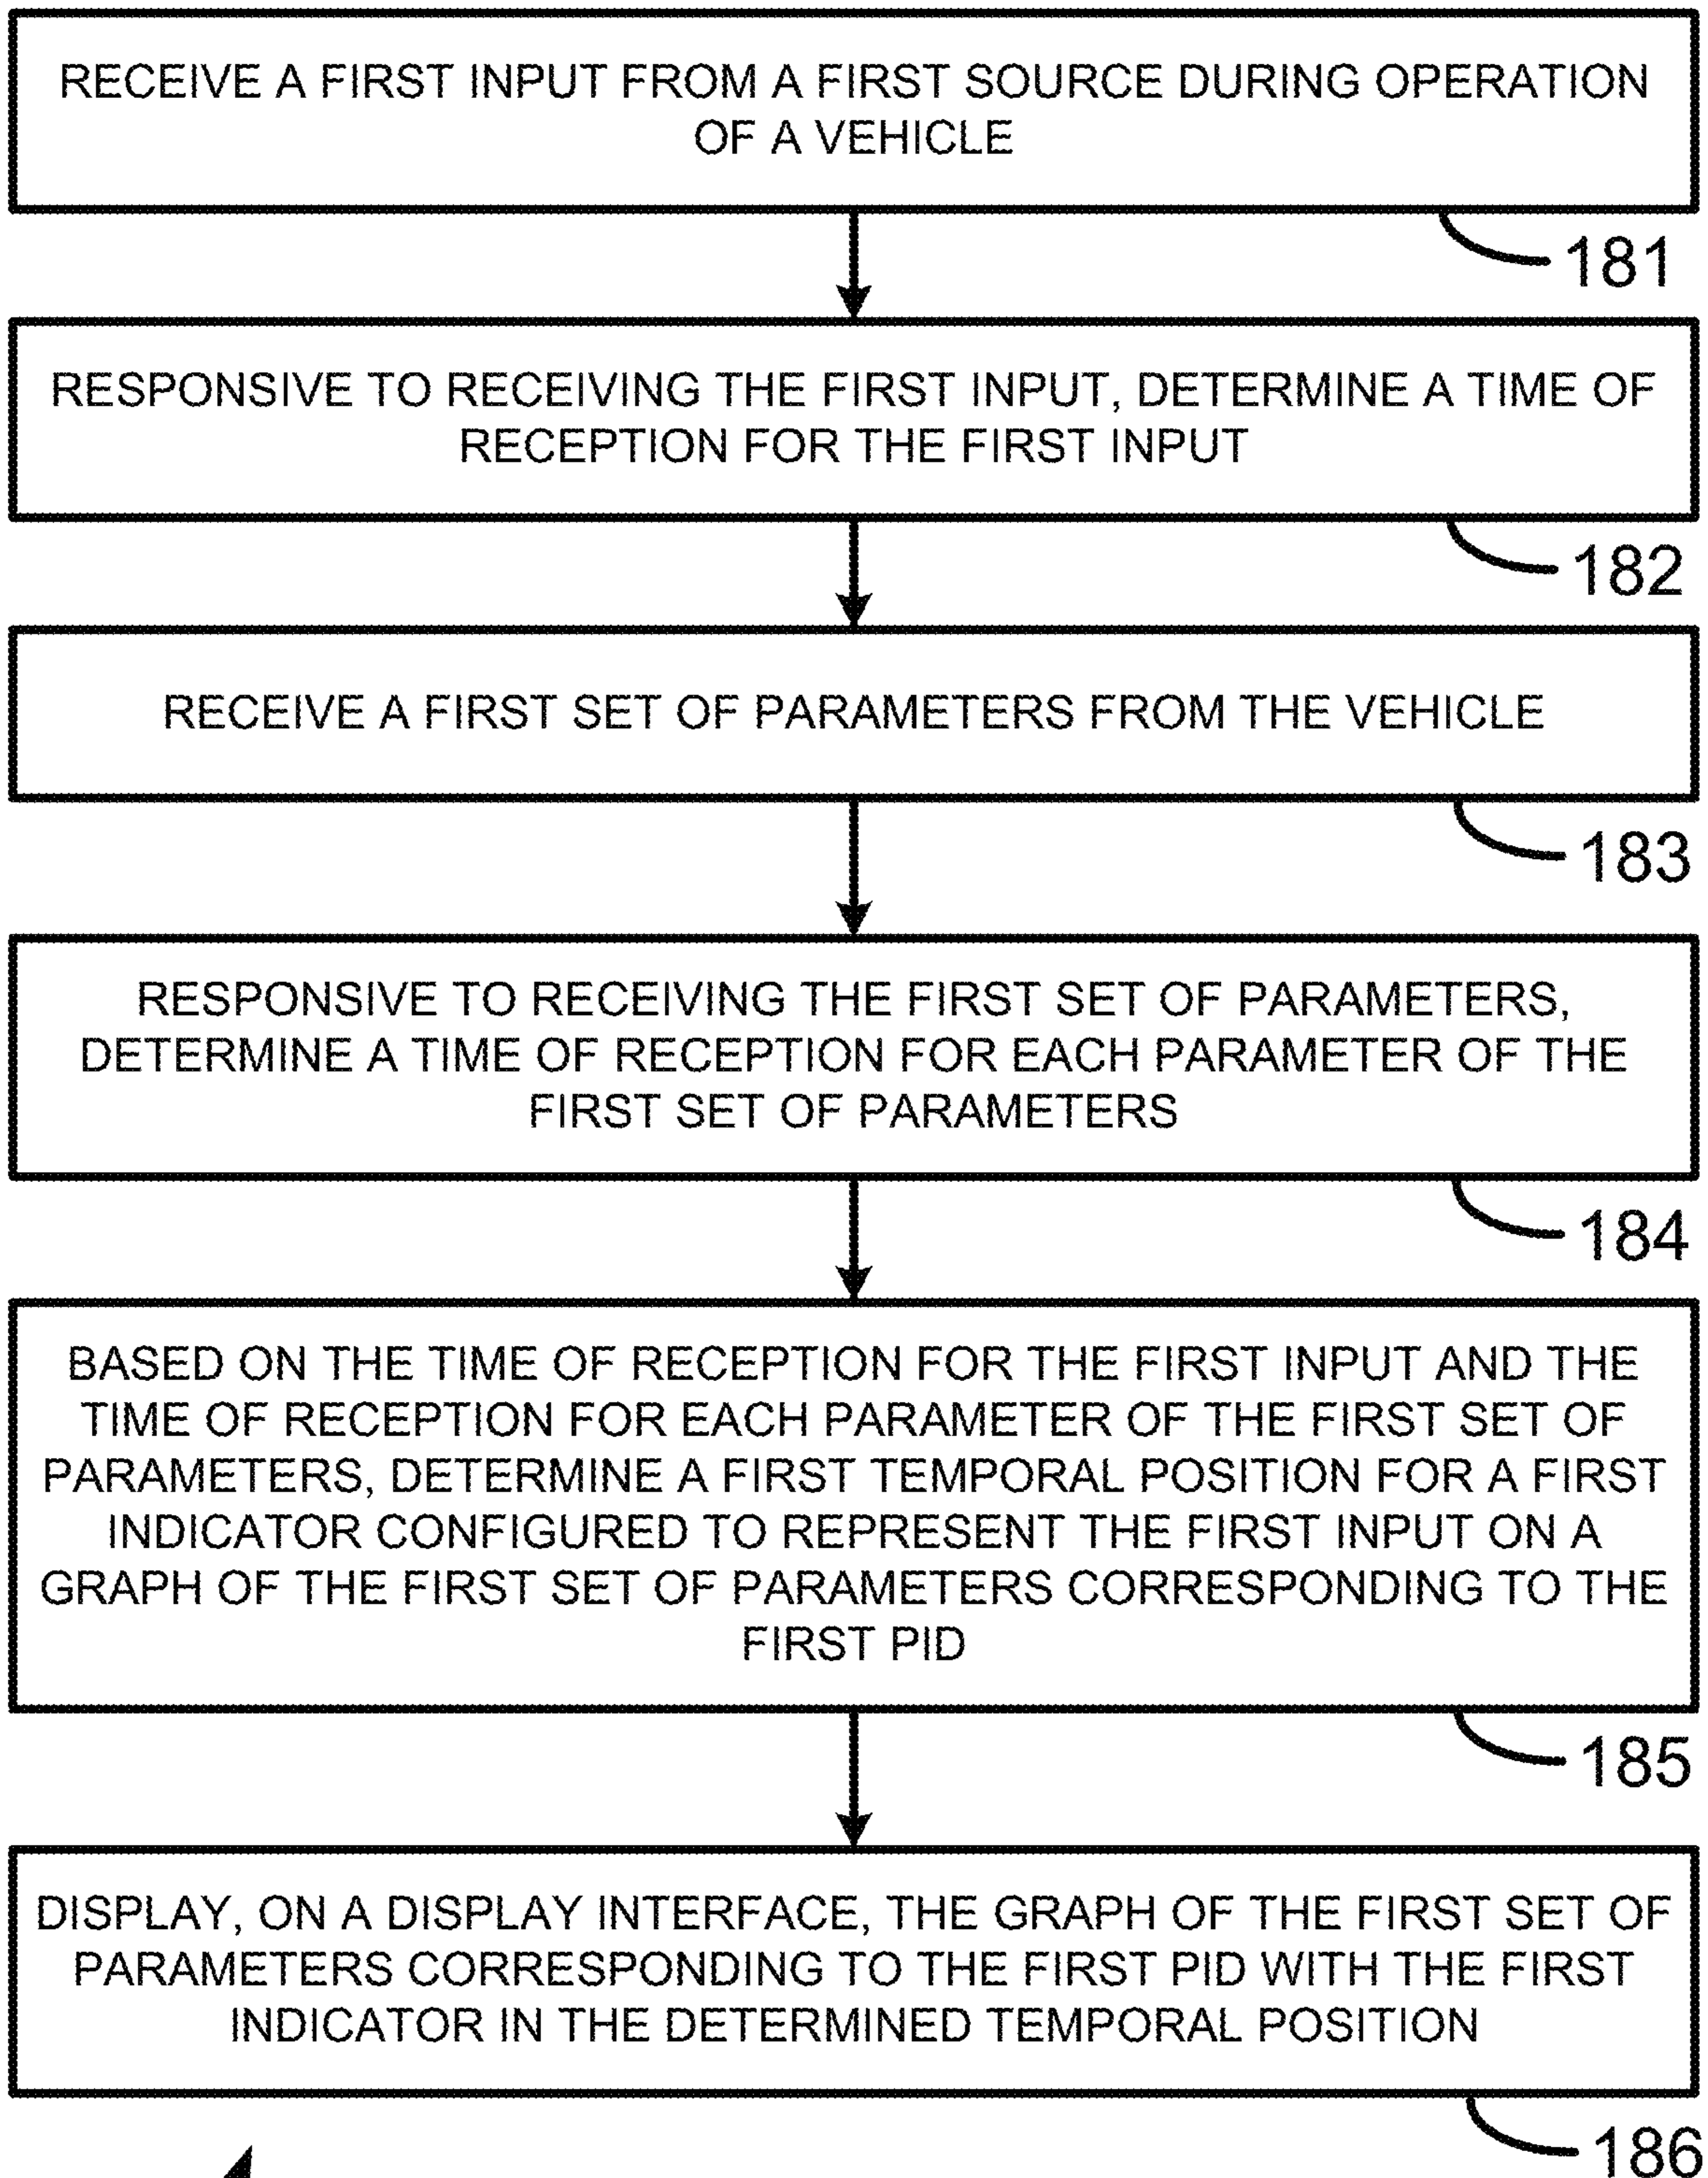 RECEIVE A FIRST INPUT FROM A FIRST SOURCE DURING OPERATION
OF A VEHICLE
181
RESPONSIVE TO RECEIVING THE FIRST INPUT, DETERMINE A TIME OF
RECEPTION FOR THE FIRST INPUT
182
RECEIVE A FIRST SET OF PARAMETERS FROM THE VEHICLE
183
RESPONSIVE TO RECEIVING THE FIRST SET OF PARAMETERS,
DETERMINE A TIME OF RECEPTION FOR EACH PARAMETER OF THE
FIRST SET OF PARAMETERS
184
BASED ON THE TIME OF RECEPTION FOR THE FIRST INPUT AND THE
TIME OF RECEPTION FOR EACH PARAMETER OF THE FIRST SET OF
PARAMETERS, DETERMINE A FIRST TEMPORAL POSITION FOR A FIRST
INDICATOR CONFIGURED TO REPRESENT THE FIRST INPUT ON A
GRAPH OF THE FIRST SET OF PARAMETERS CORRESPONDING TO THE
FIRST PID
185
DISPLAY, ON A DISPLAY INTERFACE, THE GRAPH OF THE FIRST SET OF
PARAMETERS CORRESPONDING TO THE FIRST PID WITH THE FIRST
INDICATOR IN THE DETERMINED TEMPORAL POSITION
186